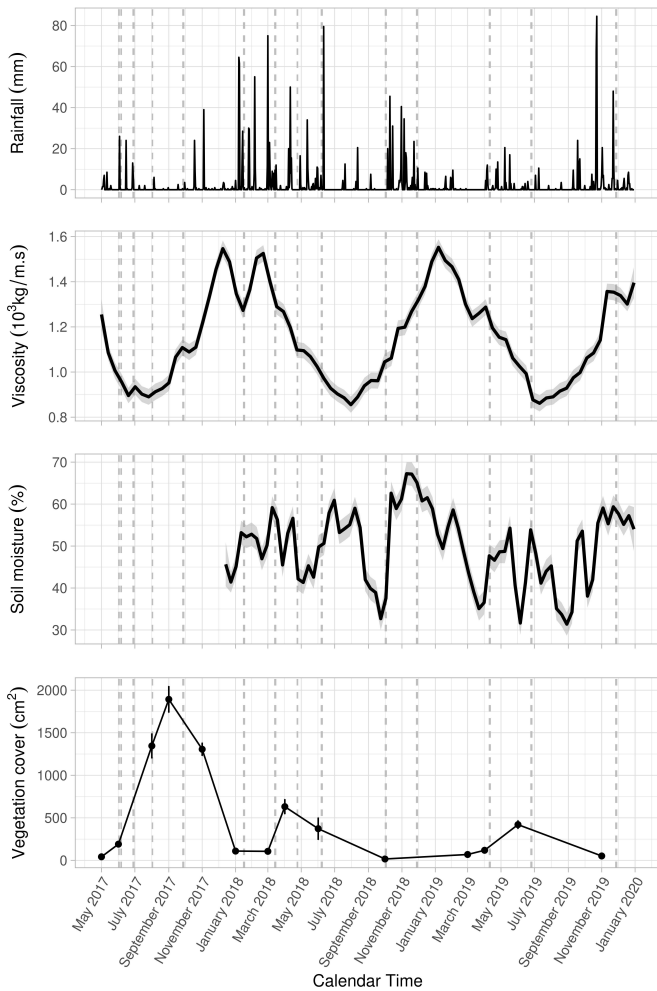 Rainfall (mm)
80
60
40
20
0
Viscosity (10³kg/m.s)
1.6
1.4
1.2
1.0
0.8
Soil moisture (%)
70
60
50
40
30
Vegetation cover (cm²)
2000
1500
1000
500
0
May 2017
July 2017
September 2017
November 2017
January 2018
March 2018
May 2018
July 2018
September 2018
November 2018
January 2019
March 2019
May 2019
July 2019
September 2019
November 2019
January 2020
Calendar Time